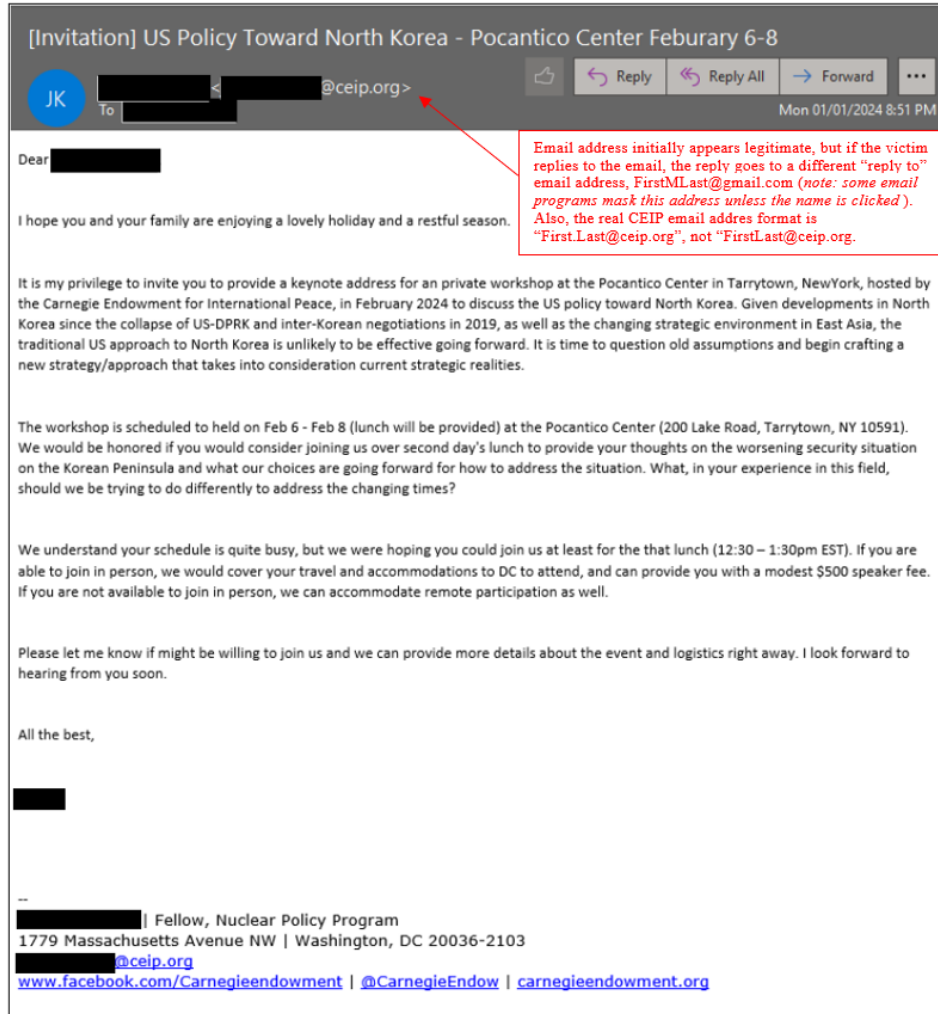 [Invitation] US Policy Toward North Korea - Pocantico Center Feburary 6-8
JK
< @ceip.org>
To
Reply
Reply All
Forward
Mon 01/01/2024 8:51 PM
Email address initially appears legitimate, but if the victim
replies to the email, the reply goes to a different “reply to”
email address, FirstMLast@gmail.com (note: some email
programs mask this address unless the name is clicked ).
Also, the real CEIP email addres format is
“First.Last@ceip.org”, not “FirstLast@ceip.org.
Dear
I hope you and your family are enjoying a lovely holiday and a restful season.
It is my privilege to invite you to provide a keynote address for an private workshop at the Pocantico Center in Tarrytown, NewYork, hosted by
the Carnegie Endowment for International Peace, in February 2024 to discuss the US policy toward North Korea. Given developments in North
Korea since the collapse of US-DPRK and inter-Korean negotiations in 2019, as well as the changing strategic environment in East Asia, the
traditional US approach to North Korea is unlikely to be effective going forward. It is time to question old assumptions and begin crafting a
new strategy/approach that takes into consideration current strategic realities.
The workshop is scheduled to held on Feb 6 - Feb 8 (lunch will be provided) at the Pocantico Center (200 Lake Road, Tarrytown, NY 10591).
We would be honored if you would consider joining us over second day's lunch to provide your thoughts on the worsening security situation
on the Korean Peninsula and what our choices are going forward for how to address the situation. What, in your experience in this field,
should we be trying to do differently to address the changing times?
We understand your schedule is quite busy, but we were hoping you could join us at least for the that lunch (12:30 – 1:30pm EST). If you are
able to join in person, we would cover your travel and accommodations to DC to attend, and can provide you with a modest $500 speaker fee.
If you are not available to join in person, we can accommodate remote participation as well.
Please let me know if might be willing to join us and we can provide more details about the event and logistics right away. I look forward to
hearing from you soon.
All the best,
--
| Fellow, Nuclear Policy Program
1779 Massachusetts Avenue NW | Washington, DC 20036-2103
@ceip.org
www.facebook.com/Carnegieendowment | @CarnegieEndow | carnegieendowment.org